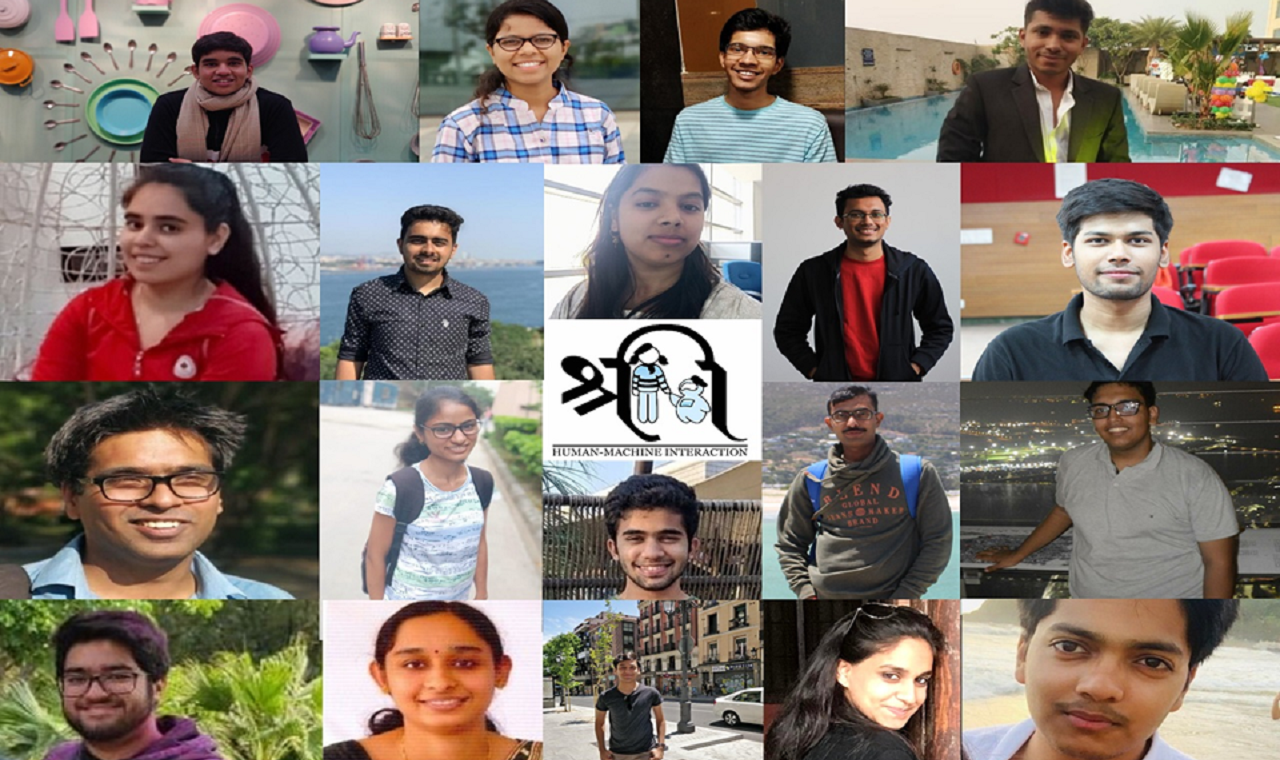 श्री
HUMAN-MACHINE INTERACTION
BLEND
GLOBAL
BRAND